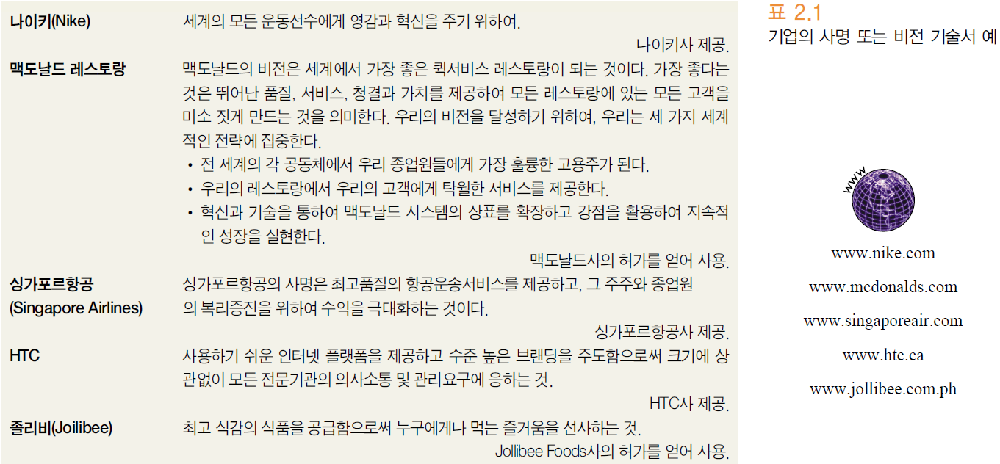 나이키(Nike) 세계의 모든 운동선수에게 영감과 혁신을 주기 위하여.
나이키사 제공.
맥도날드 레스토랑 맥도날드의 비전은 세계에서 가장 좋은 퀵서비스 레스토랑이 되는 것이다. 가장 좋다는
것은 뛰어난 품질, 서비스, 청결과 가치를 제공하여 모든 레스토랑에 있는 모든 고객을
미소 짓게 만드는 것을 의미한다. 우리의 비전을 달성하기 위하여, 우리는 세 가지 세계
적인 전략에 집중한다.
• 전 세계의 각 공동체에서 우리 종업원들에게 가장 훌륭한 고용주가 된다.
• 우리의 레스토랑에서 우리의 고객에게 탁월한 서비스를 제공한다.
• 혁신과 기술을 통하여 맥도날드 시스템의 상표를 확장하고 강점을 활용하여 지속적
인 성장을 실현한다.
맥도날드사의 허가를 얻어 사용.
싱가포르항공 싱가포르항공의 사명은 최고품질의 항공운송서비스를 제공하고, 그 주주와 종업원
(Singapore Airlines) 의 복리증진을 위하여 수익을 극대화하는 것이다.
싱가포르항공사 제공.
HTC 사용하기 쉬운 인터넷 플랫폼을 제공하고 수준 높은 브랜딩을 주도함으로써 크기에 상
관없이 모든 전문기관의 의사소통 및 관리요구에 응하는 것.
HTC사 제공.
졸리비(Joilibee) 최고 식감의 식품을 공급함으로써 누구에게나 먹는 즐거움을 선사하는 것.
Jollibee Foods사의 허가를 얻어 사용.
표 2.1
기업의 사명 또는 비전 기술서 예
www
www.nike.com
www.mcdonalds.com
www.singaporeair.com
www.htc.ca
www.jollibee.com.ph